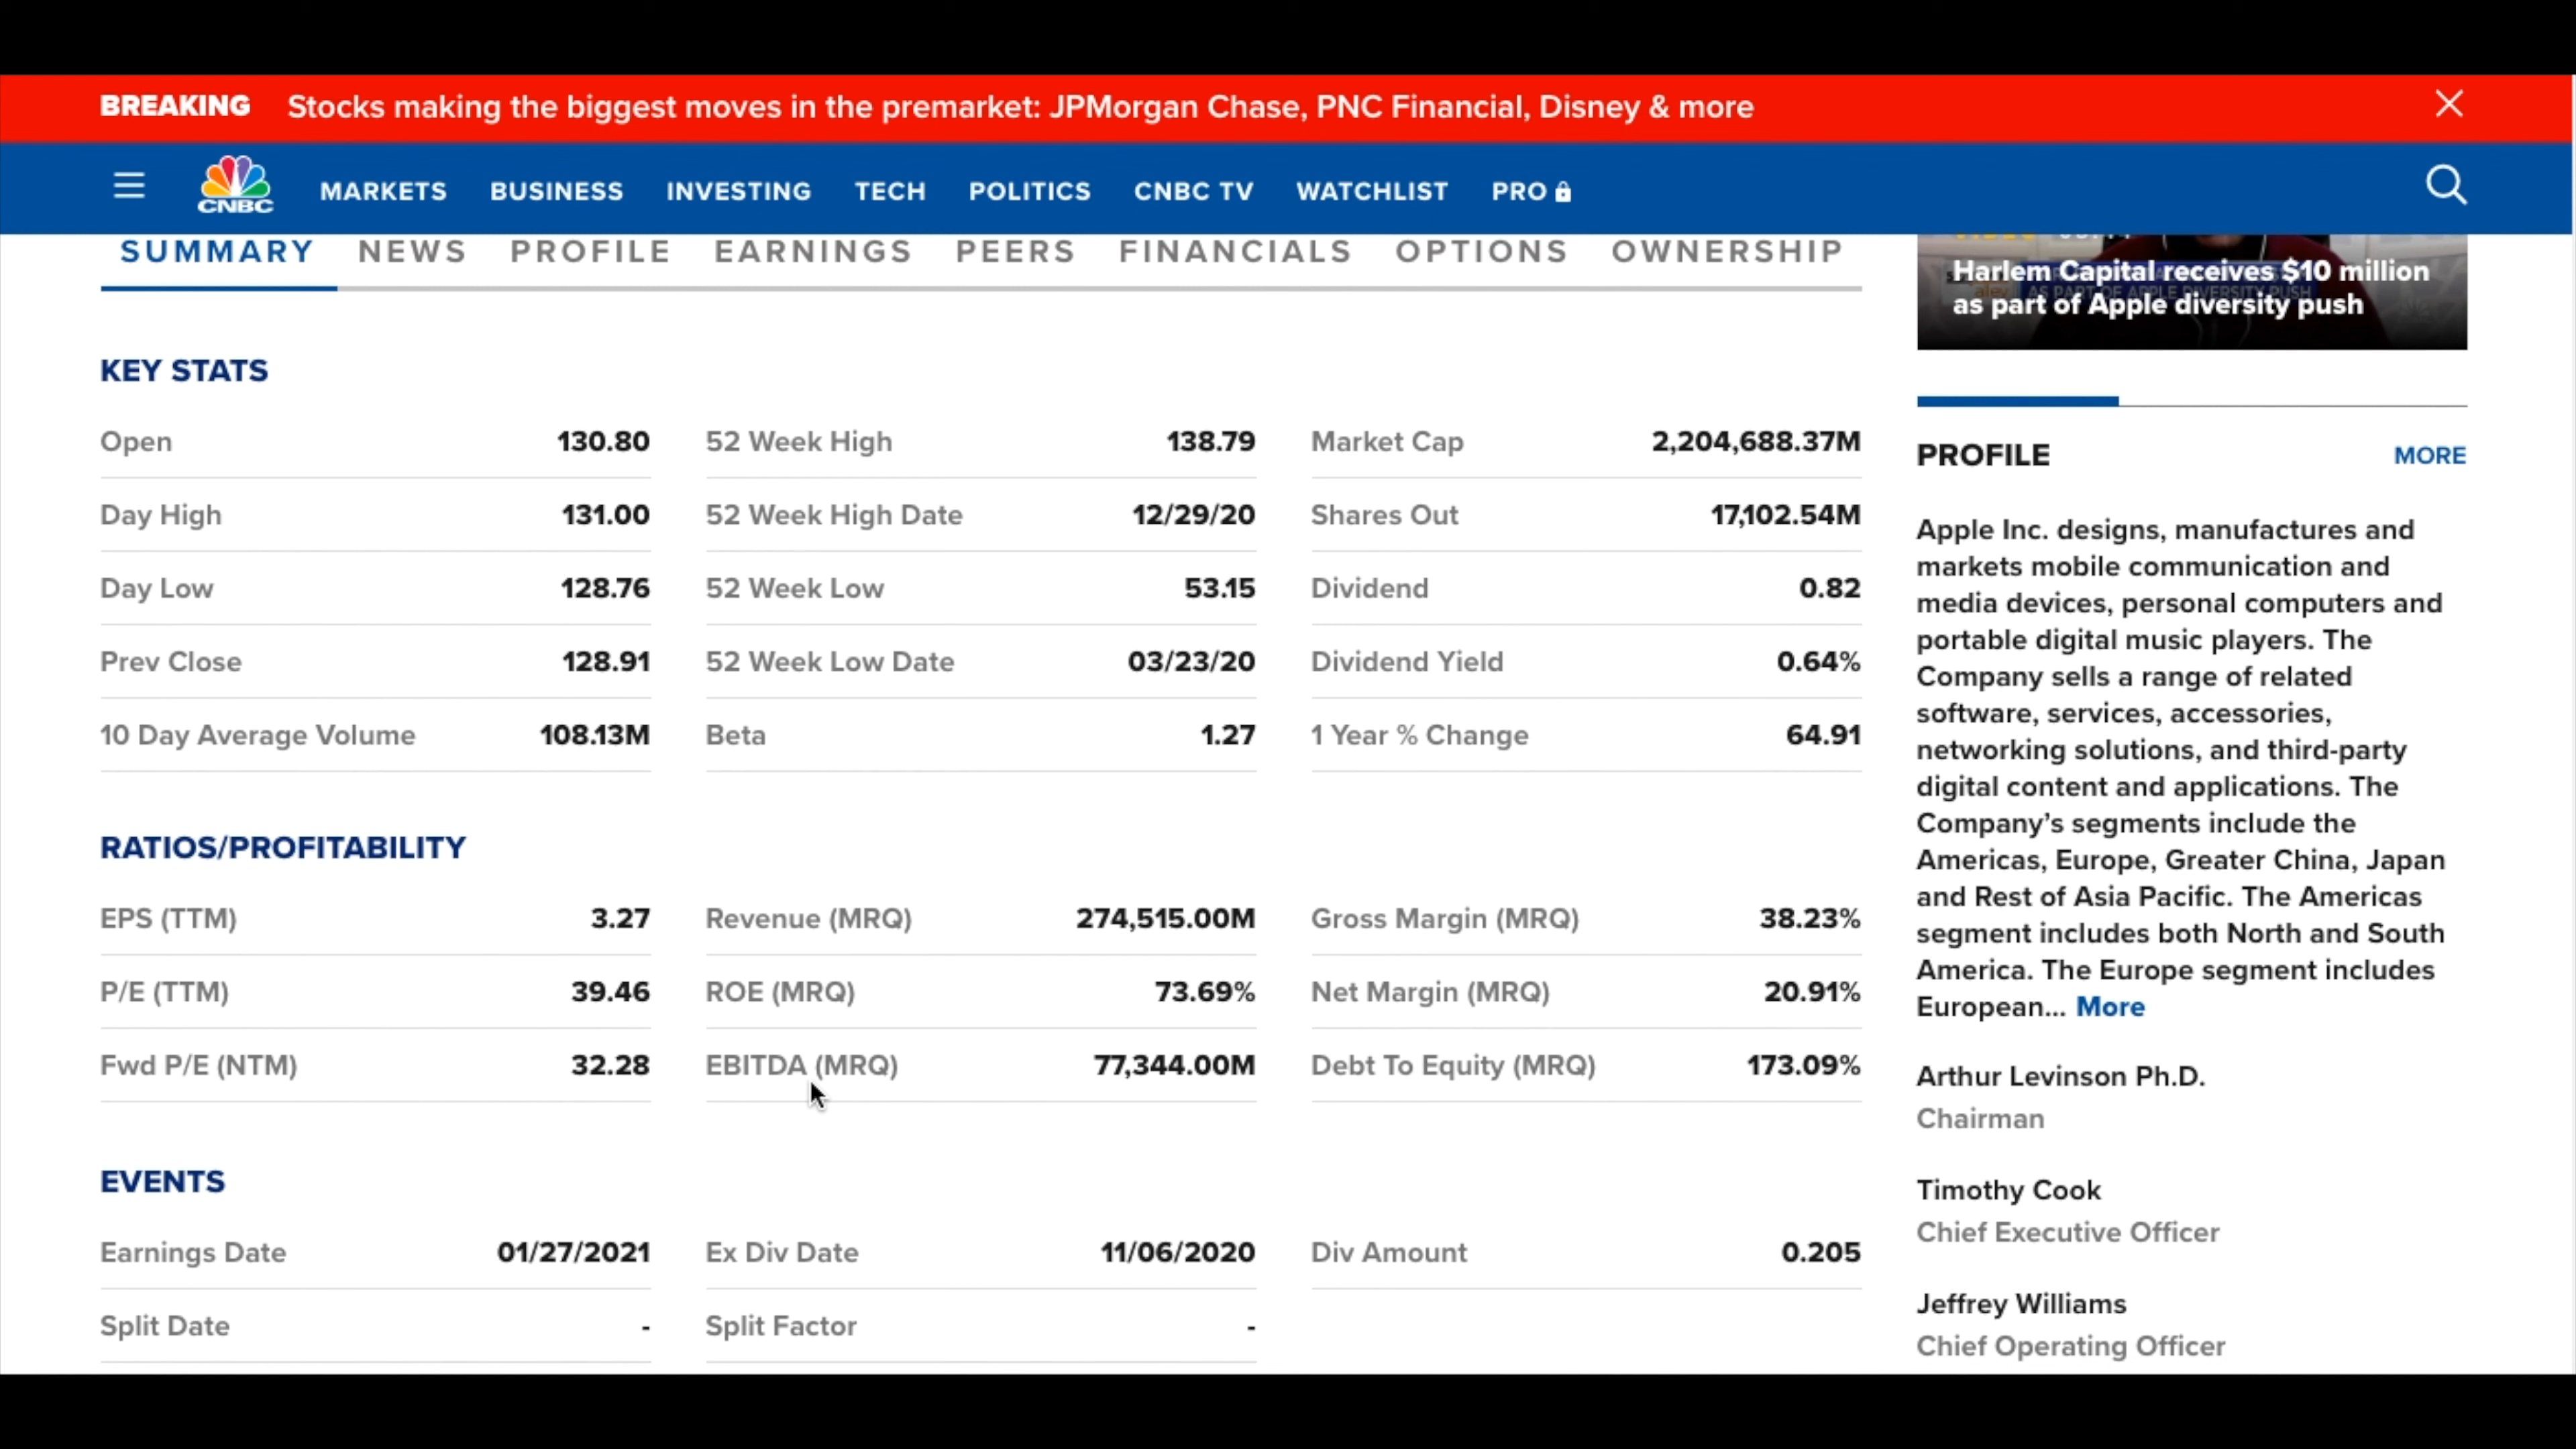 BREAKING Stocks making the biggest moves in the premarket: JPMorgan Chase, PNC Financial, Disney & more
CNBC MARKETS BUSINESS INVESTING TECH POLITICS CNBC TV WATCHLIST PRO
SUMMARY NEWS PROFILE EARNINGS PEERS FINANCIALS OPTIONS OWNERSHIP
KEY STATS
Open 130.80 52 Week High 138.79 Market Cap 2,204,688.37M
Day High 131.00 52 Week High Date 12/29/20 Shares Out 17,102.54M
Day Low 128.76 52 Week Low 53.15 Dividend 0.82
Prev Close 128.91 52 Week Low Date 03/23/20 Dividend Yield 0.64%
10 Day Average Volume 108.13M Beta 1.27 1 Year % Change 64.91
RATIOS/PROFITABILITY
EPS (TTM) 3.27 Revenue (MRQ) 274,515.00M Gross Margin (MRQ) 38.23%
P/E (TTM) 39.46 ROE (MRQ) 73.69% Net Margin (MRQ) 20.91%
Fwd P/E (NTM) 32.28 EBITDA (MRQ) 77,344.00M Debt To Equity (MRQ) 173.09%
EVENTS
Earnings Date 01/27/2021 Ex Div Date 11/06/2020 Div Amount 0.205
Split Date - Split Factor -
Harlem Capital receives $10 million
as part of Apple diversity push
AS PART OF APPLE DIVERSITY PUSH
PROFILE MORE
Apple Inc. designs, manufactures and
markets mobile communication and
media devices, personal computers and
portable digital music players. The
Company sells a range of related
software, services, accessories,
networking solutions, and third-party
digital content and applications. The
Company's segments include the
Americas, Europe, Greater China, Japan
and Rest of Asia Pacific. The Americas
segment includes both North and South
America. The Europe segment includes
European... More
Arthur Levinson Ph.D.
Chairman
Timothy Cook
Chief Executive Officer
Jeffrey Williams
Chief Operating Officer